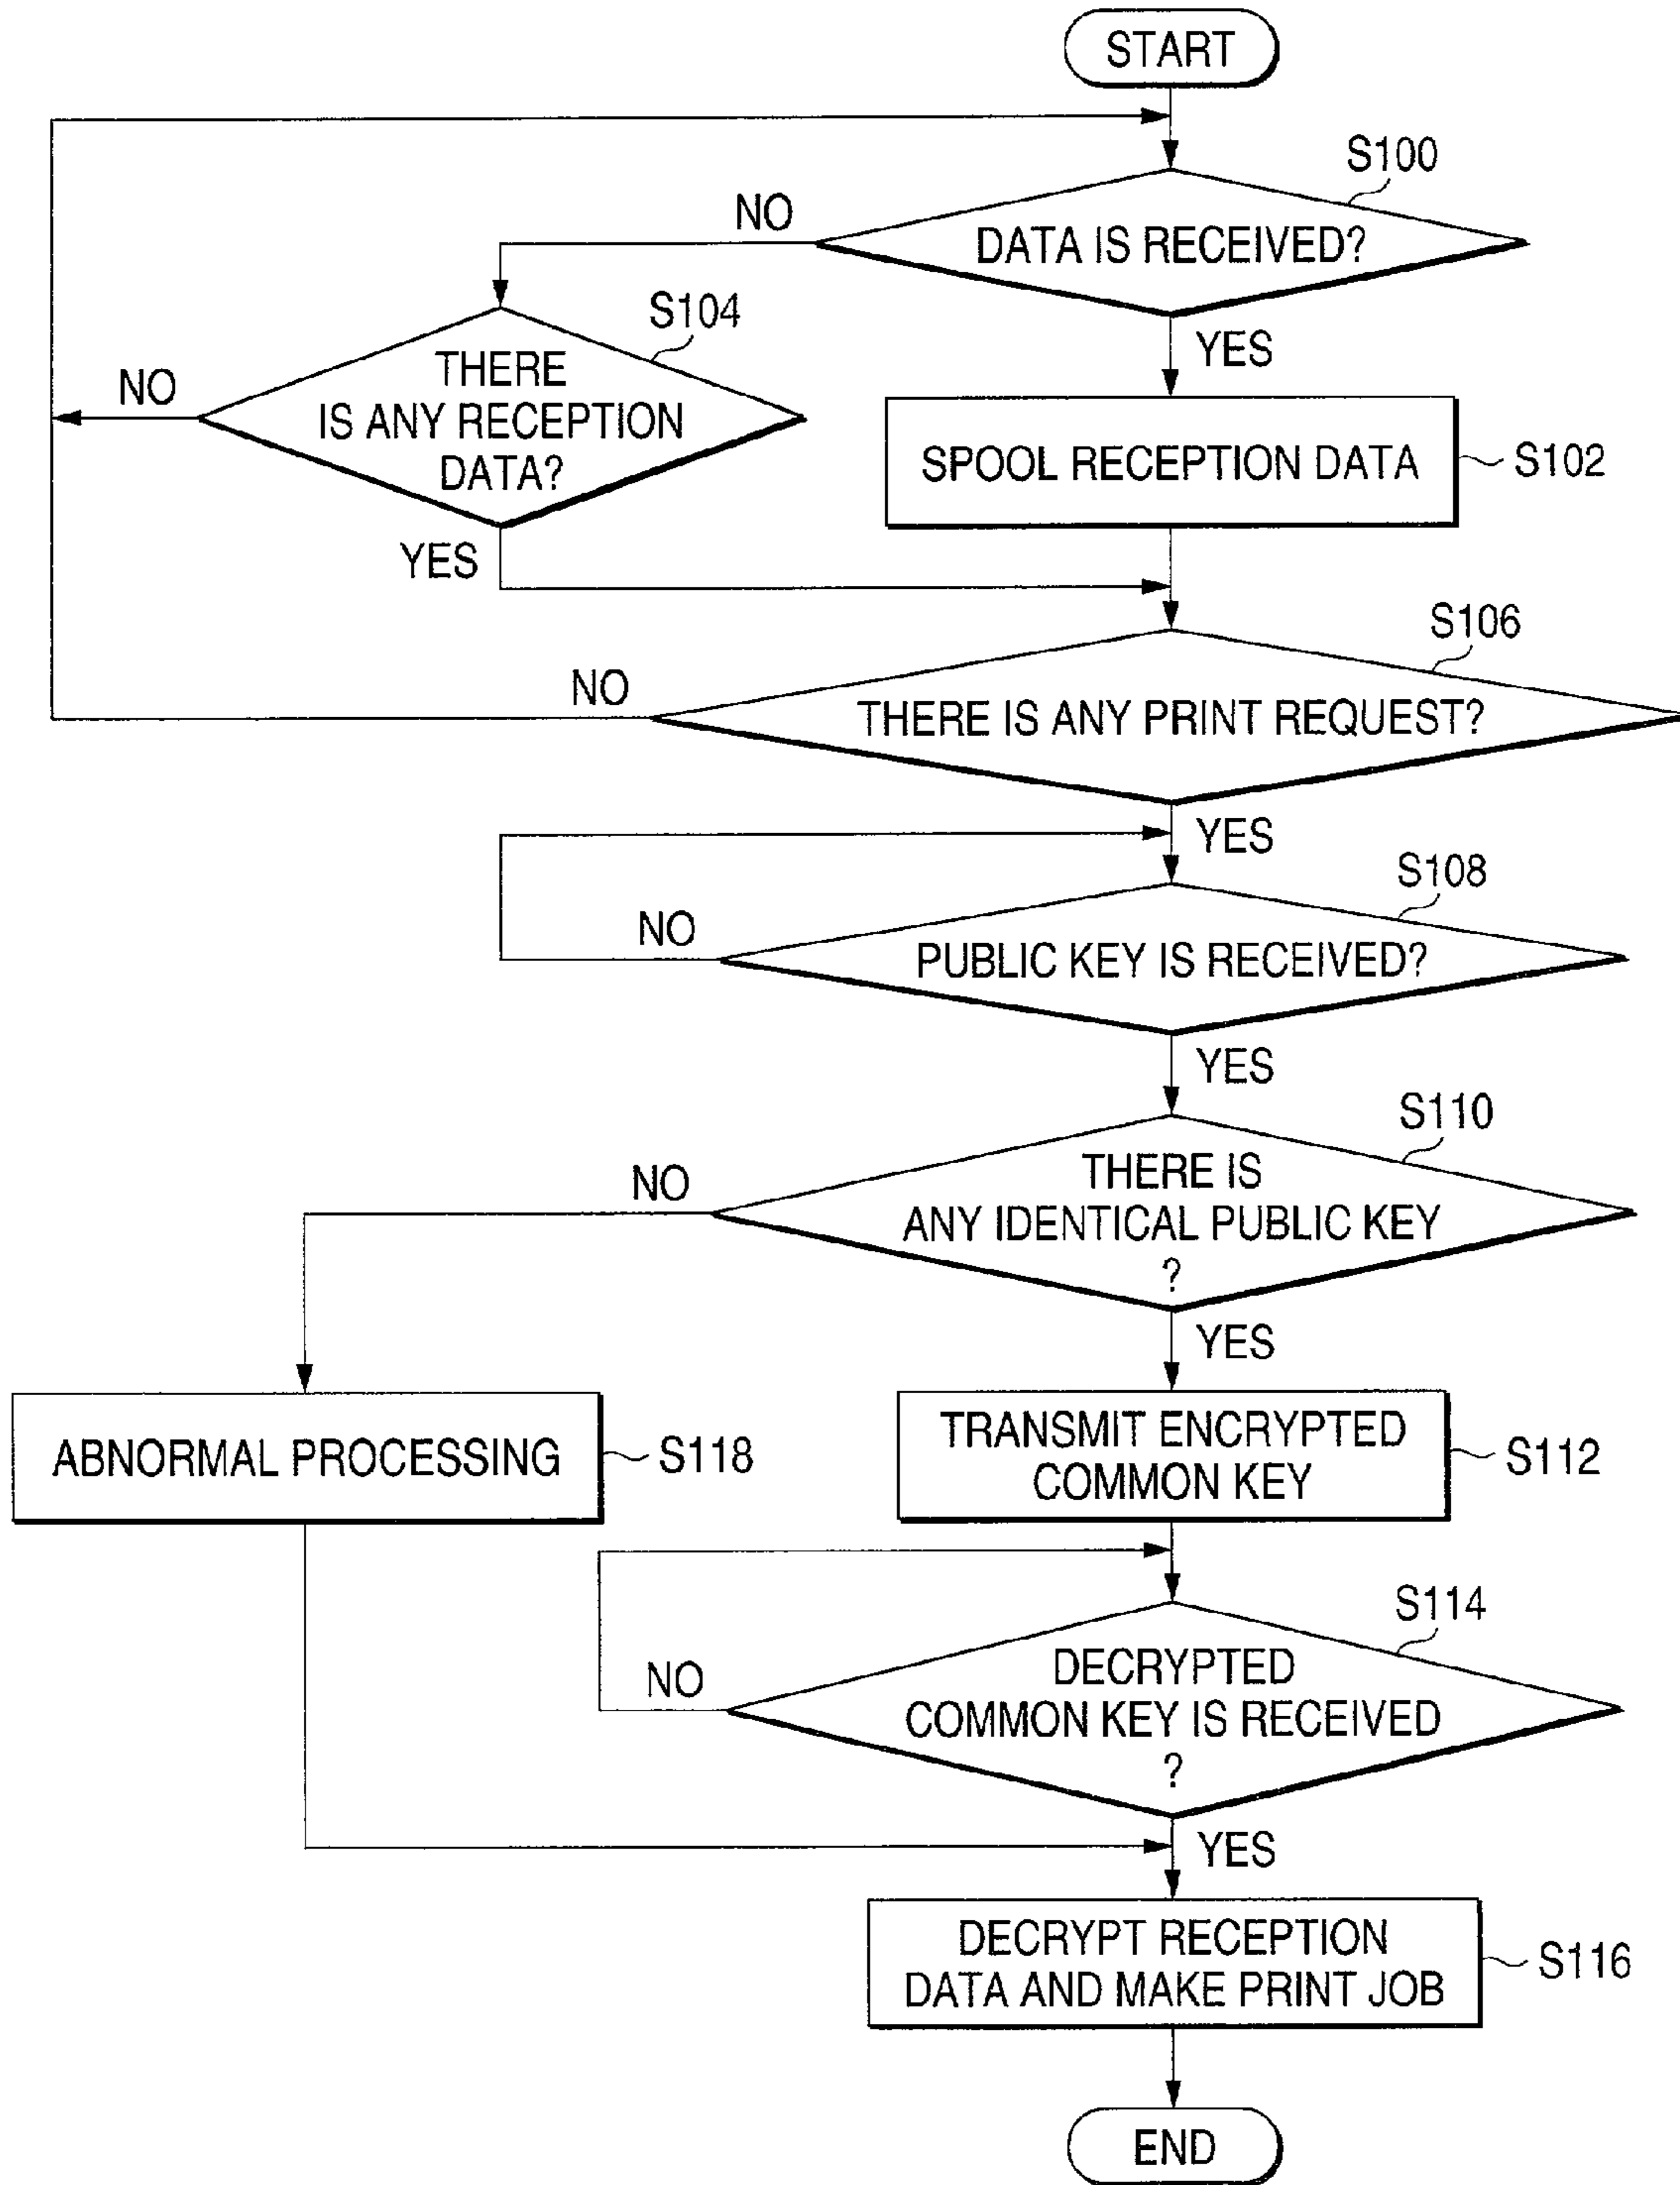 START
S100
NO
DATA IS RECEIVED?
S104
YES
THERE
IS ANY RECEPTION
DATA?
NO
SPOOL RECEPTION DATA
S102
YES
S106
NO
THERE IS ANY PRINT REQUEST?
YES
S108
NO
PUBLIC KEY IS RECEIVED?
YES
S110
NO
THERE IS
ANY IDENTICAL PUBLIC KEY
?
YES
ABNORMAL PROCESSING
S118
TRANSMIT ENCRYPTED
COMMON KEY
S112
S114
NO
DECRYPTED
COMMON KEY IS RECEIVED
?
YES
DECRYPT RECEPTION
DATA AND MAKE PRINT JOB
S116
END